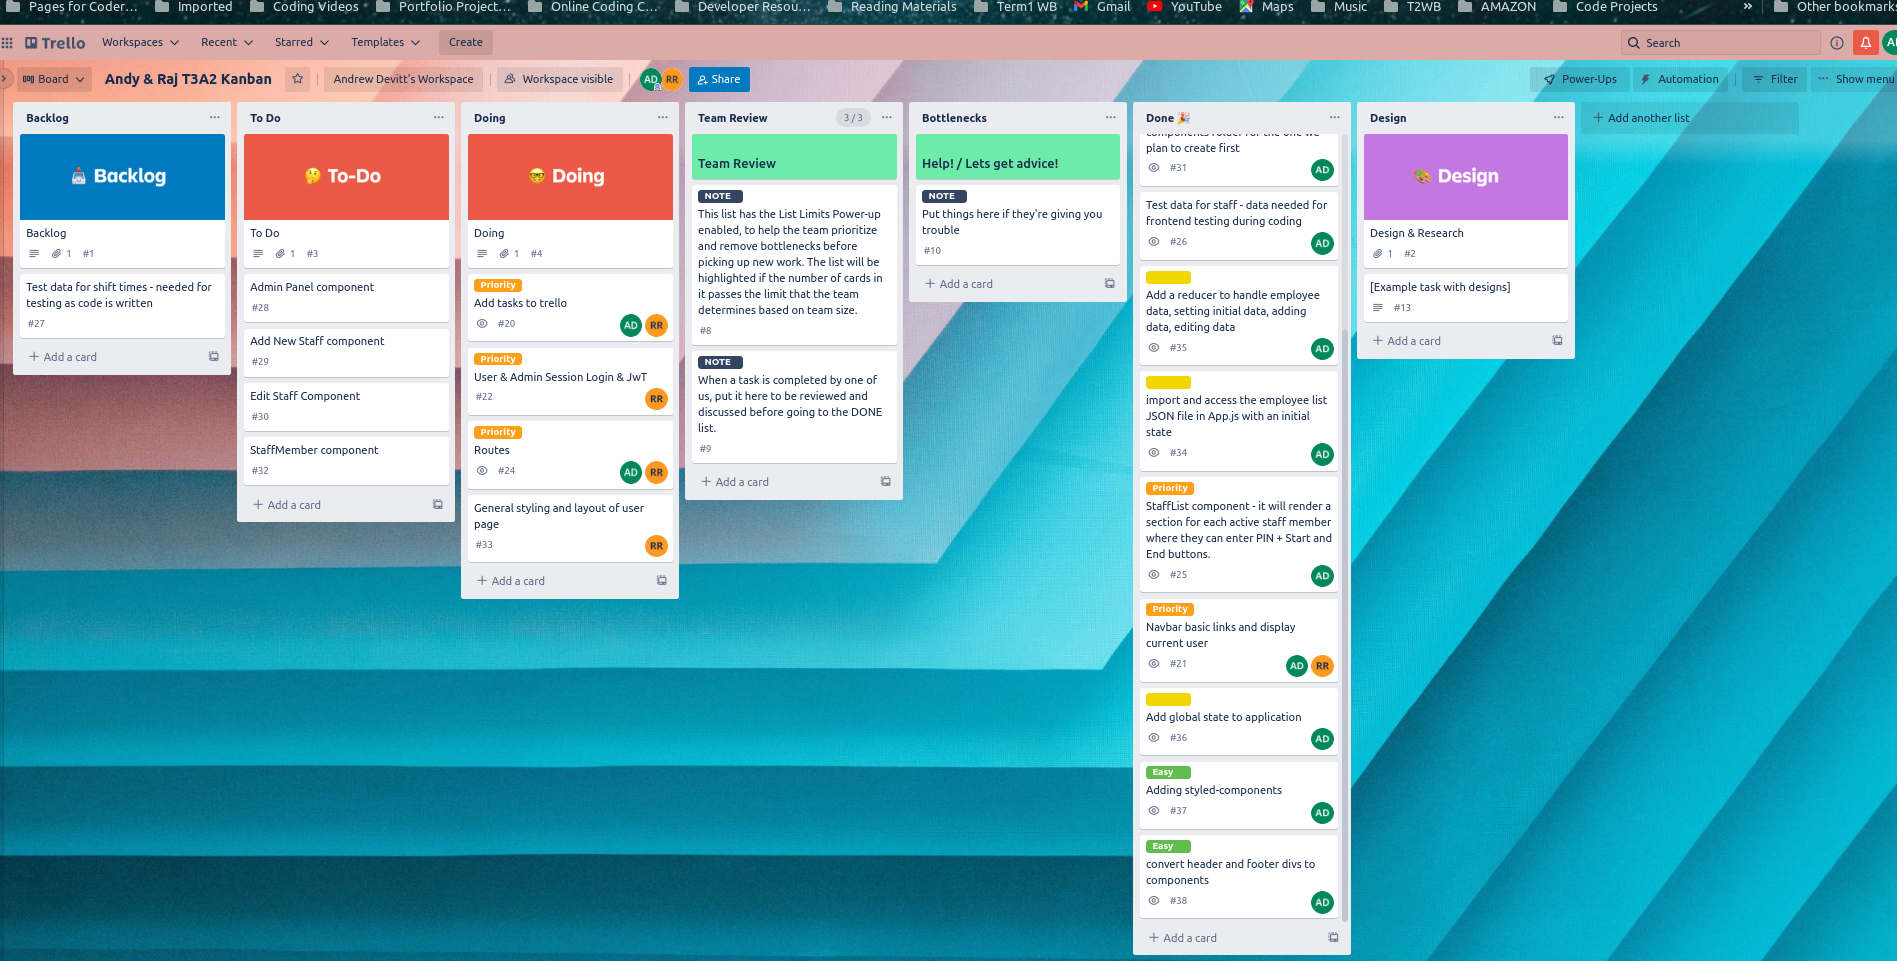 Pages for Coder... Imported Coding Videos Portfolio Project... Online Coding C... Developer Resou... Reading Materials Term1 WB Gmail YouTube Maps Music T2WB AMAZON Code Projects » Other bookmarks
Trello Workspaces Recent Starred Templates Create Search
Board Andy & Raj T3A2 Kanban Andrew Devitt's Workspace Workspace visible AD RR Share Power-Ups Automation Filter ··· Show menu
Backlog ···
📥 Backlog
Backlog
1 #1
Test data for shift times - needed for
testing as code is written
#27
+ Add a card
To Do ···
🤔 To-Do
To Do
1 #3
Admin Panel component
#28
Add New Staff component
#29
Edit Staff Component
#30
StaffMember component
#32
+ Add a card
Doing ···
🤓 Doing
Doing
1 #4
Priority
Add tasks to trello
#20 AD RR
Priority
User & Admin Session Login & JwT
#22 RR
Priority
Routes
#24 AD RR
General styling and layout of user
page
#33 RR
+ Add a card
Team Review 3 / 3 ···
Team Review
NOTE
This list has the List Limits Power-up
enabled, to help the team prioritize
and remove bottlenecks before
picking up new work. The list will be
highlighted if the number of cards in
it passes the limit that the team
determines based on team size.
#8
NOTE
When a task is completed by one of
us, put it here to be reviewed and
discussed before going to the DONE
list.
#9
+ Add a card
Bottlenecks ···
Help! / Lets get advice!
NOTE
Put things here if they're giving you
trouble
#10
+ Add a card
Done 🎉 ···
components folder for the one we
plan to create first
#31 AD
Test data for staff - data needed for
frontend testing during coding
#26 AD
Add a reducer to handle employee
data, setting initial data, adding
data, editing data
#35 AD
import and access the employee list
JSON file in App.js with an initial
state
#34 AD
Priority
StaffList component - it will render a
section for each active staff member
where they can enter PIN + Start and
End buttons.
#25 AD
Priority
Navbar basic links and display
current user
#21 AD RR
Add global state to application
#36 AD
Easy
Adding styled-components
#37 AD
Easy
convert header and footer divs to
components
#38 AD
+ Add a card
Design ···
🎨 Design
Design & Research
1 #2
[Example task with designs]
#13
+ Add a card
+ Add another list